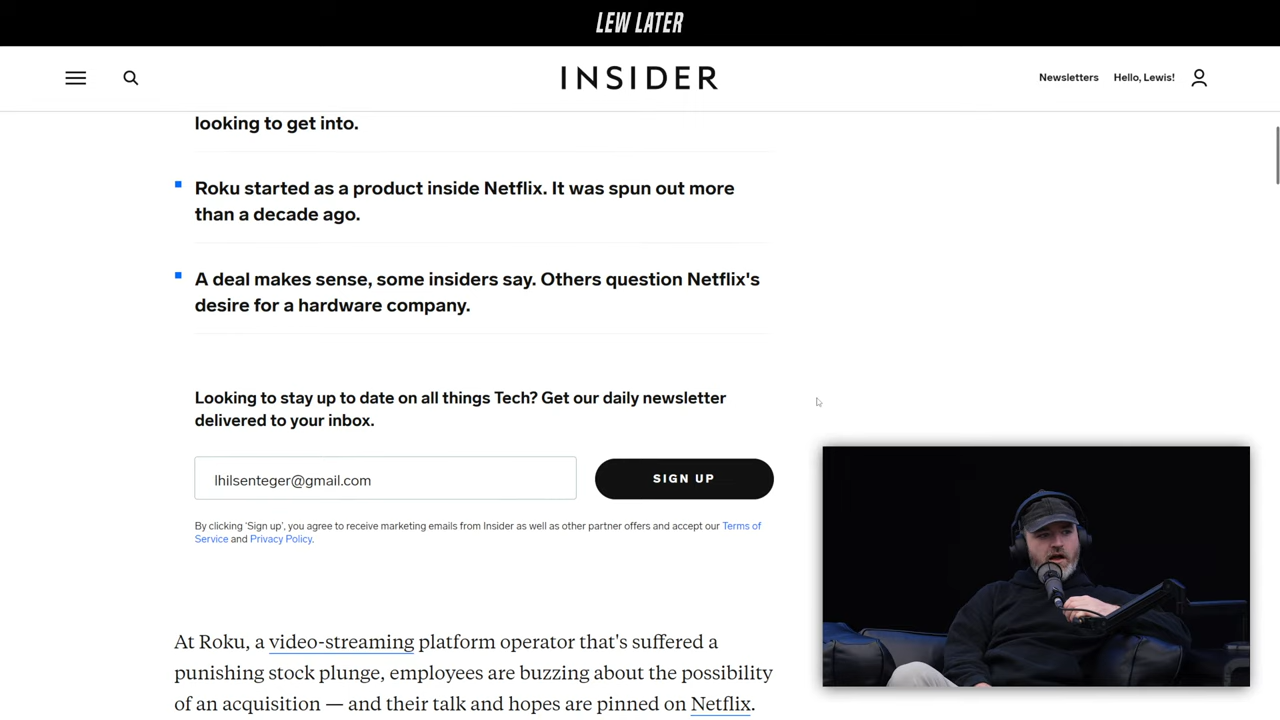 LEW LATER
INSIDER
Newsletters
Hello, Lewis!
looking to get into.
Roku started as a product inside Netflix. It was spun out more
than a decade ago.
A deal makes sense, some insiders say. Others question Netflix's
desire for a hardware company.
Looking to stay up to date on all things Tech? Get our daily newsletter
delivered to your inbox.
lhilsenteger@gmail.com
SIGN UP
By clicking 'Sign up', you agree to receive marketing emails from Insider as well as other partner offers and accept our Terms of
Service and Privacy Policy.
At Roku, a video-streaming platform operator that's suffered a
punishing stock plunge, employees are buzzing about the possibility
of an acquisition — and their talk and hopes are pinned on Netflix.